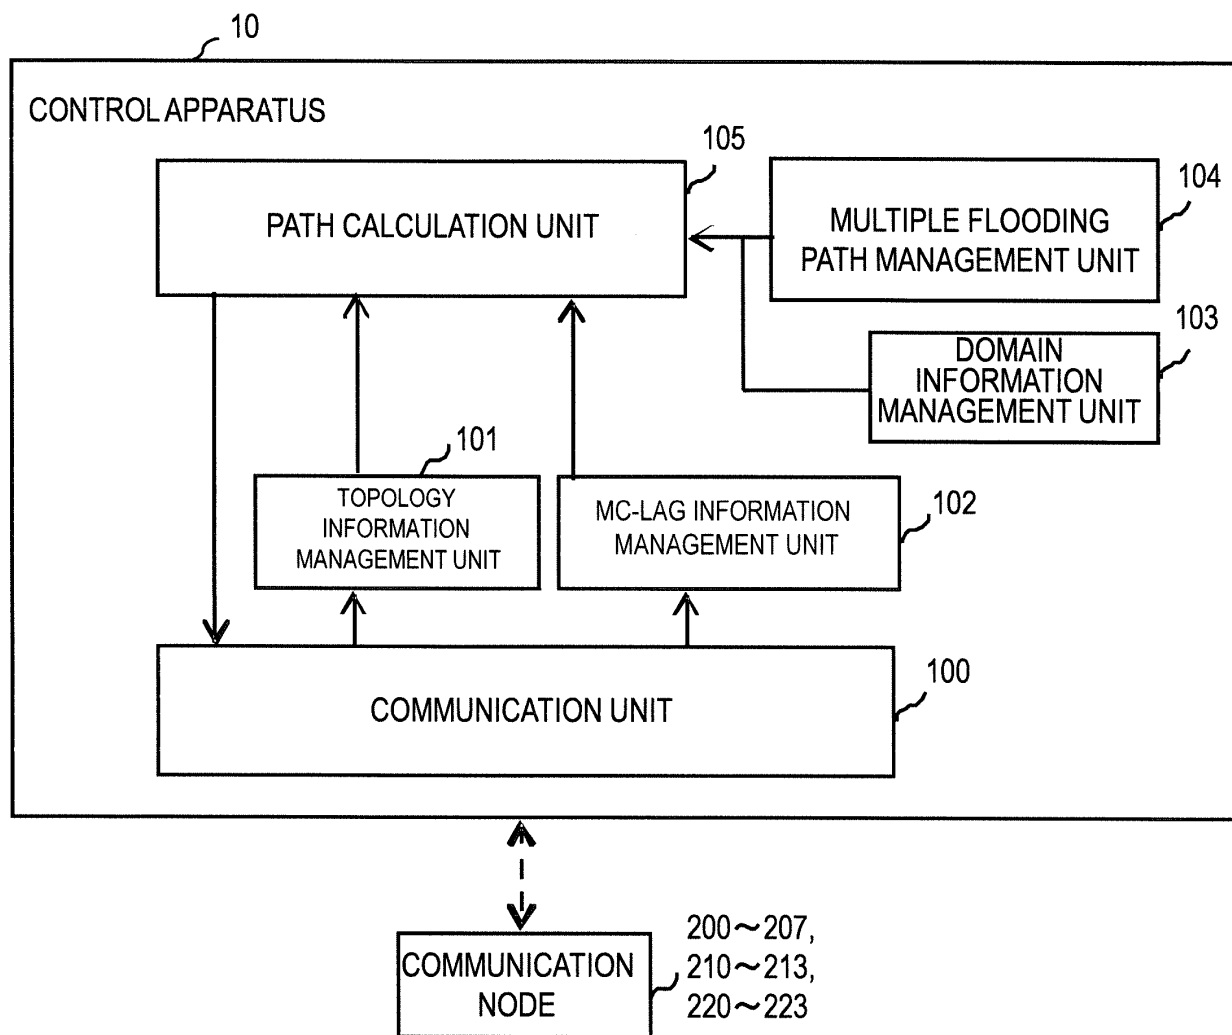 10
CONTROL APPARATUS
105
PATH CALCULATION UNIT
104
MULTIPLE FLOODING
PATH MANAGEMENT UNIT
103
DOMAIN
INFORMATION
MANAGEMENT UNIT
101
TOPOLOGY
INFORMATION
MANAGEMENT UNIT
102
MC-LAG INFORMATION
MANAGEMENT UNIT
100
COMMUNICATION UNIT
COMMUNICATION
NODE
200～207,
210～213,
220～223